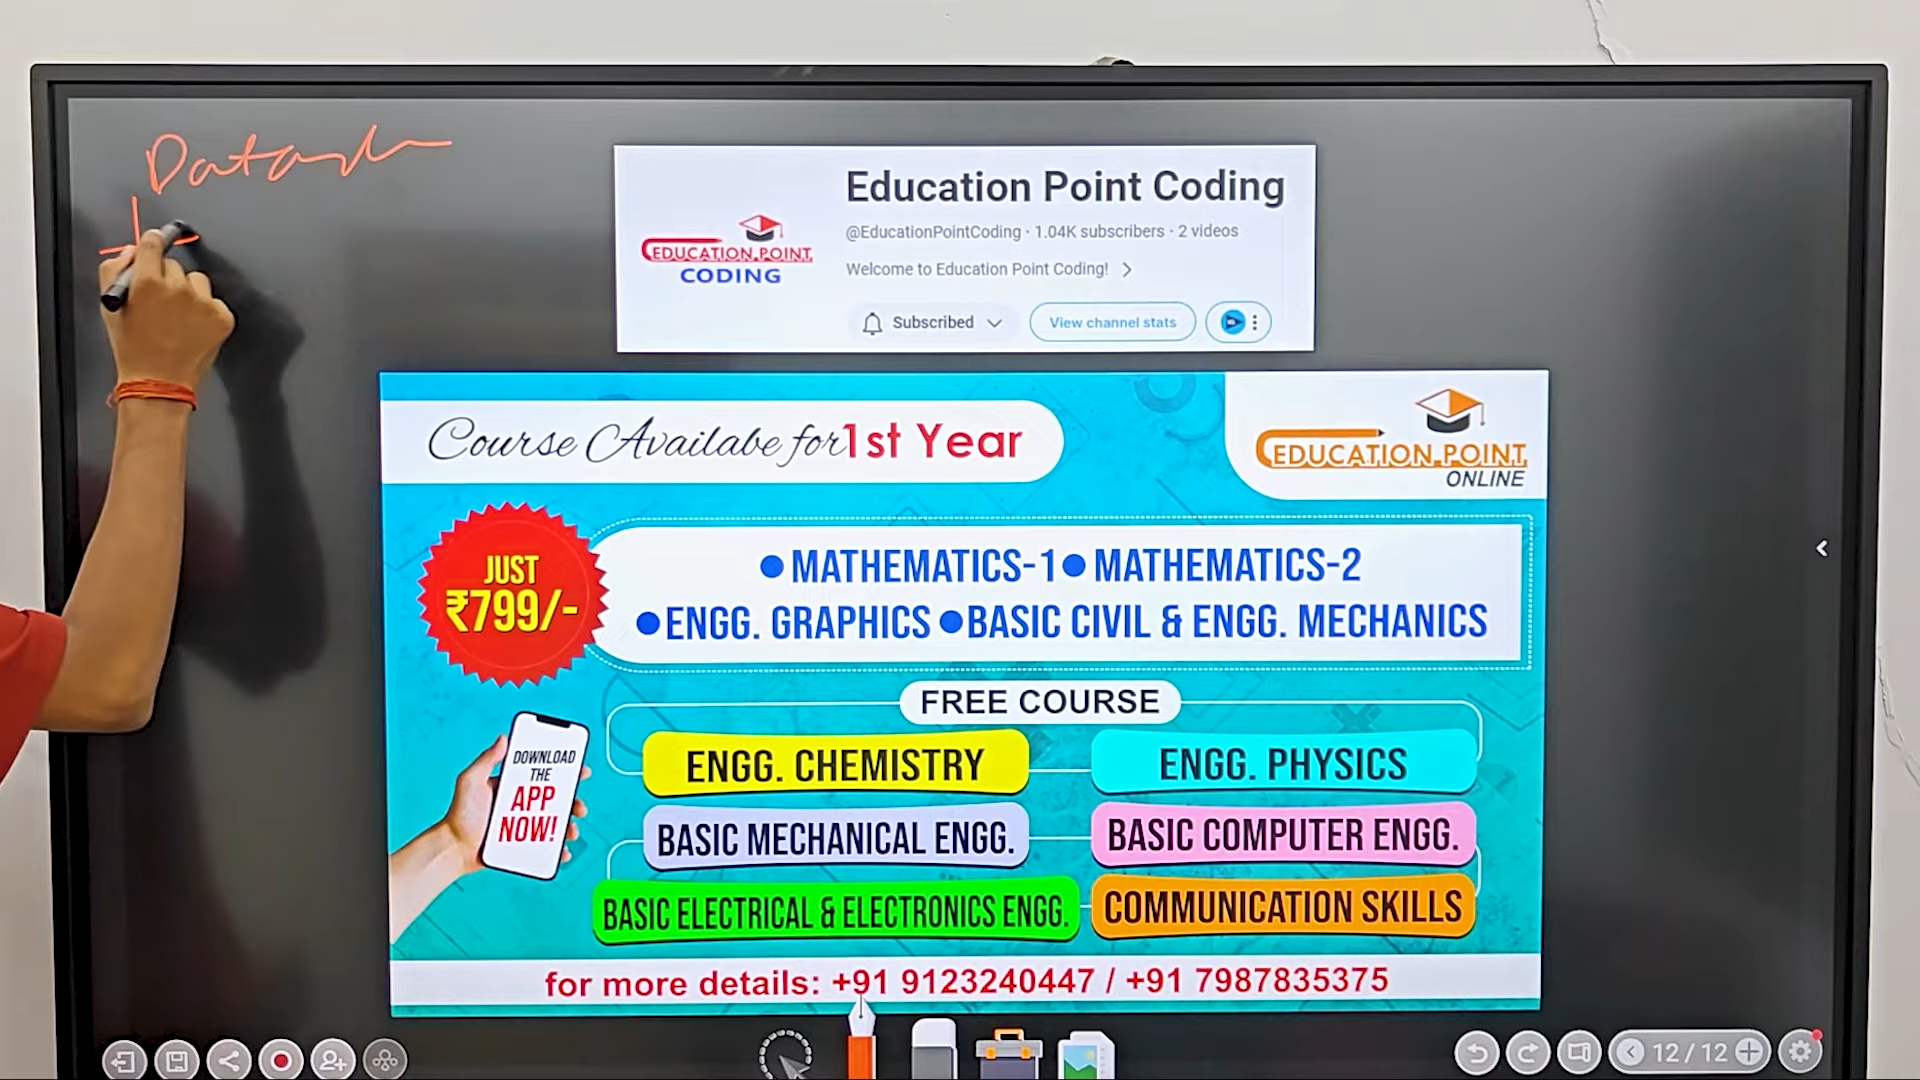 Education Point Coding
@EducationPointCoding · 1.04K subscribers · 2 videos
Welcome to Education Point Coding!
EDUCATION POINT
CODING
Subscribed
View channel stats
Course Availabe for 1st Year
EDUCATION POINT
ONLINE
JUST
₹799/-
● MATHEMATICS-1 ● MATHEMATICS-2
● ENGG. GRAPHICS ● BASIC CIVIL & ENGG. MECHANICS
FREE COURSE
DOWNLOAD
THE
APP
NOW!
ENGG. CHEMISTRY
ENGG. PHYSICS
BASIC MECHANICAL ENGG.
BASIC COMPUTER ENGG.
BASIC ELECTRICAL & ELECTRONICS ENGG.
COMMUNICATION SKILLS
for more details: +91 9123240447 / +91 7987835375
12/12